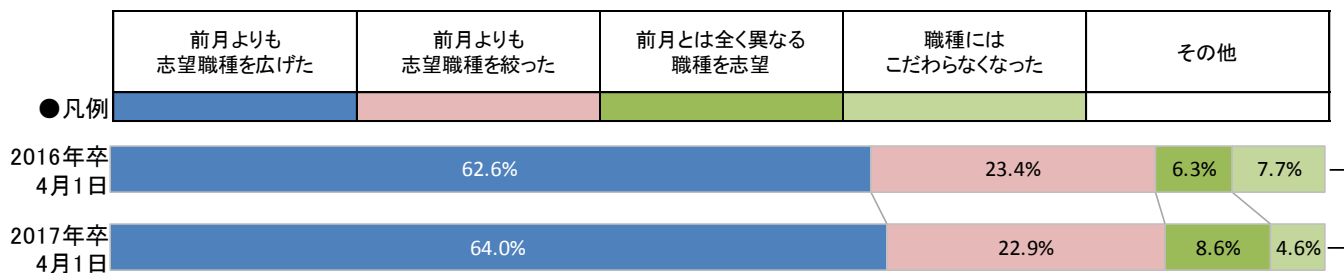 前月よりも
志望職種を広げた
前月よりも
志望職種を絞った
前月とは全く異なる
職種を志望
職種には
こだわらなくなった
その他
●凡例
2016年卒
4月1日
62.6%
23.4%
6.3%
7.7%
―
2017年卒
4月1日
64.0%
22.9%
8.6%
4.6%
―